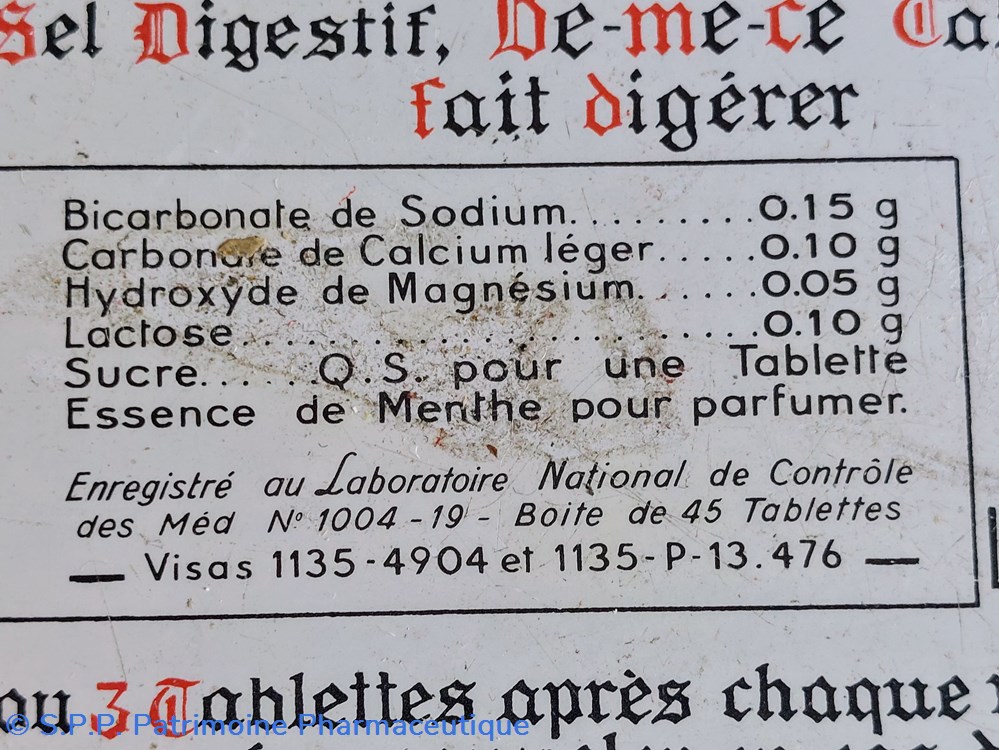 Sel Digestif, De-me-ce
fait digérer
Bicarbonate de Sodium..........0.15 g
Carbonate de Calcium léger.....0.10 g
Hydroxyde de Magnésium.......0.05 g
Lactose........................0.10 g
Sucre......Q.S. pour une Tablette
Essence de Menthe pour parfumer.
Enregistré au Laboratoire National de Contrôle
des Méd Nº 1004-19 - Boite de 45 Tablettes
— Visas 1135-4904 et 1135-P-13.476 —
ou 3 Tablettes après chaque
© S.P.P. Patrimoine Pharmaceutique